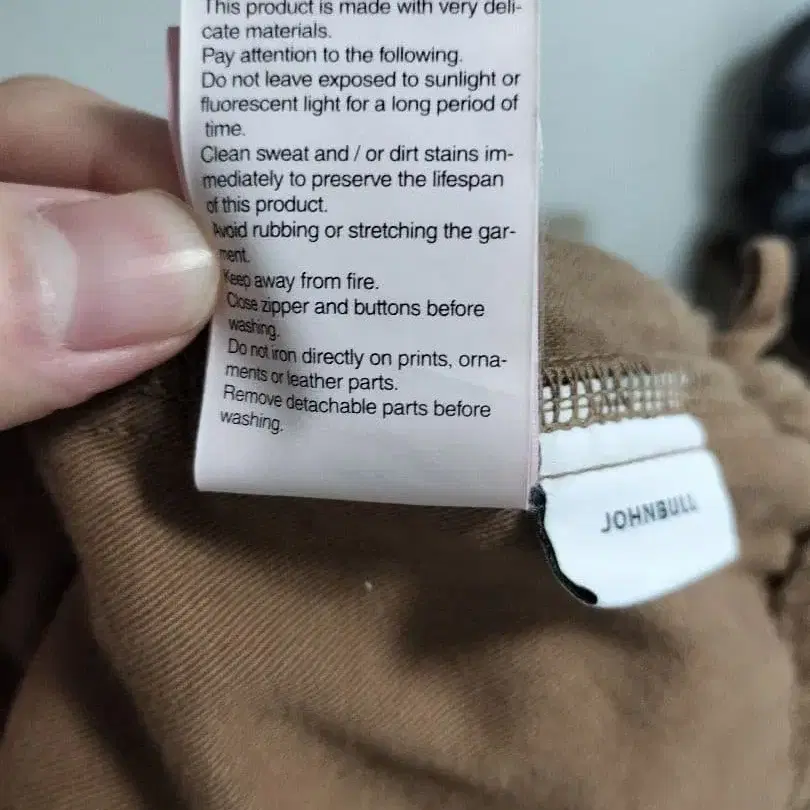 This product is made with very deli-
cate materials.
Pay attention to the following.
Do not leave exposed to sunlight or
fluorescent light for a long period of
time.
Clean sweat and / or dirt stains im-
mediately to preserve the lifespan
of this product.
Avoid rubbing or stretching the gar-
ment.
Keep away from fire.
Close zipper and buttons before
washing.
Do not iron directly on prints, orna-
ments or leather parts.
Remove detachable parts before
washing.
JOHNBULL